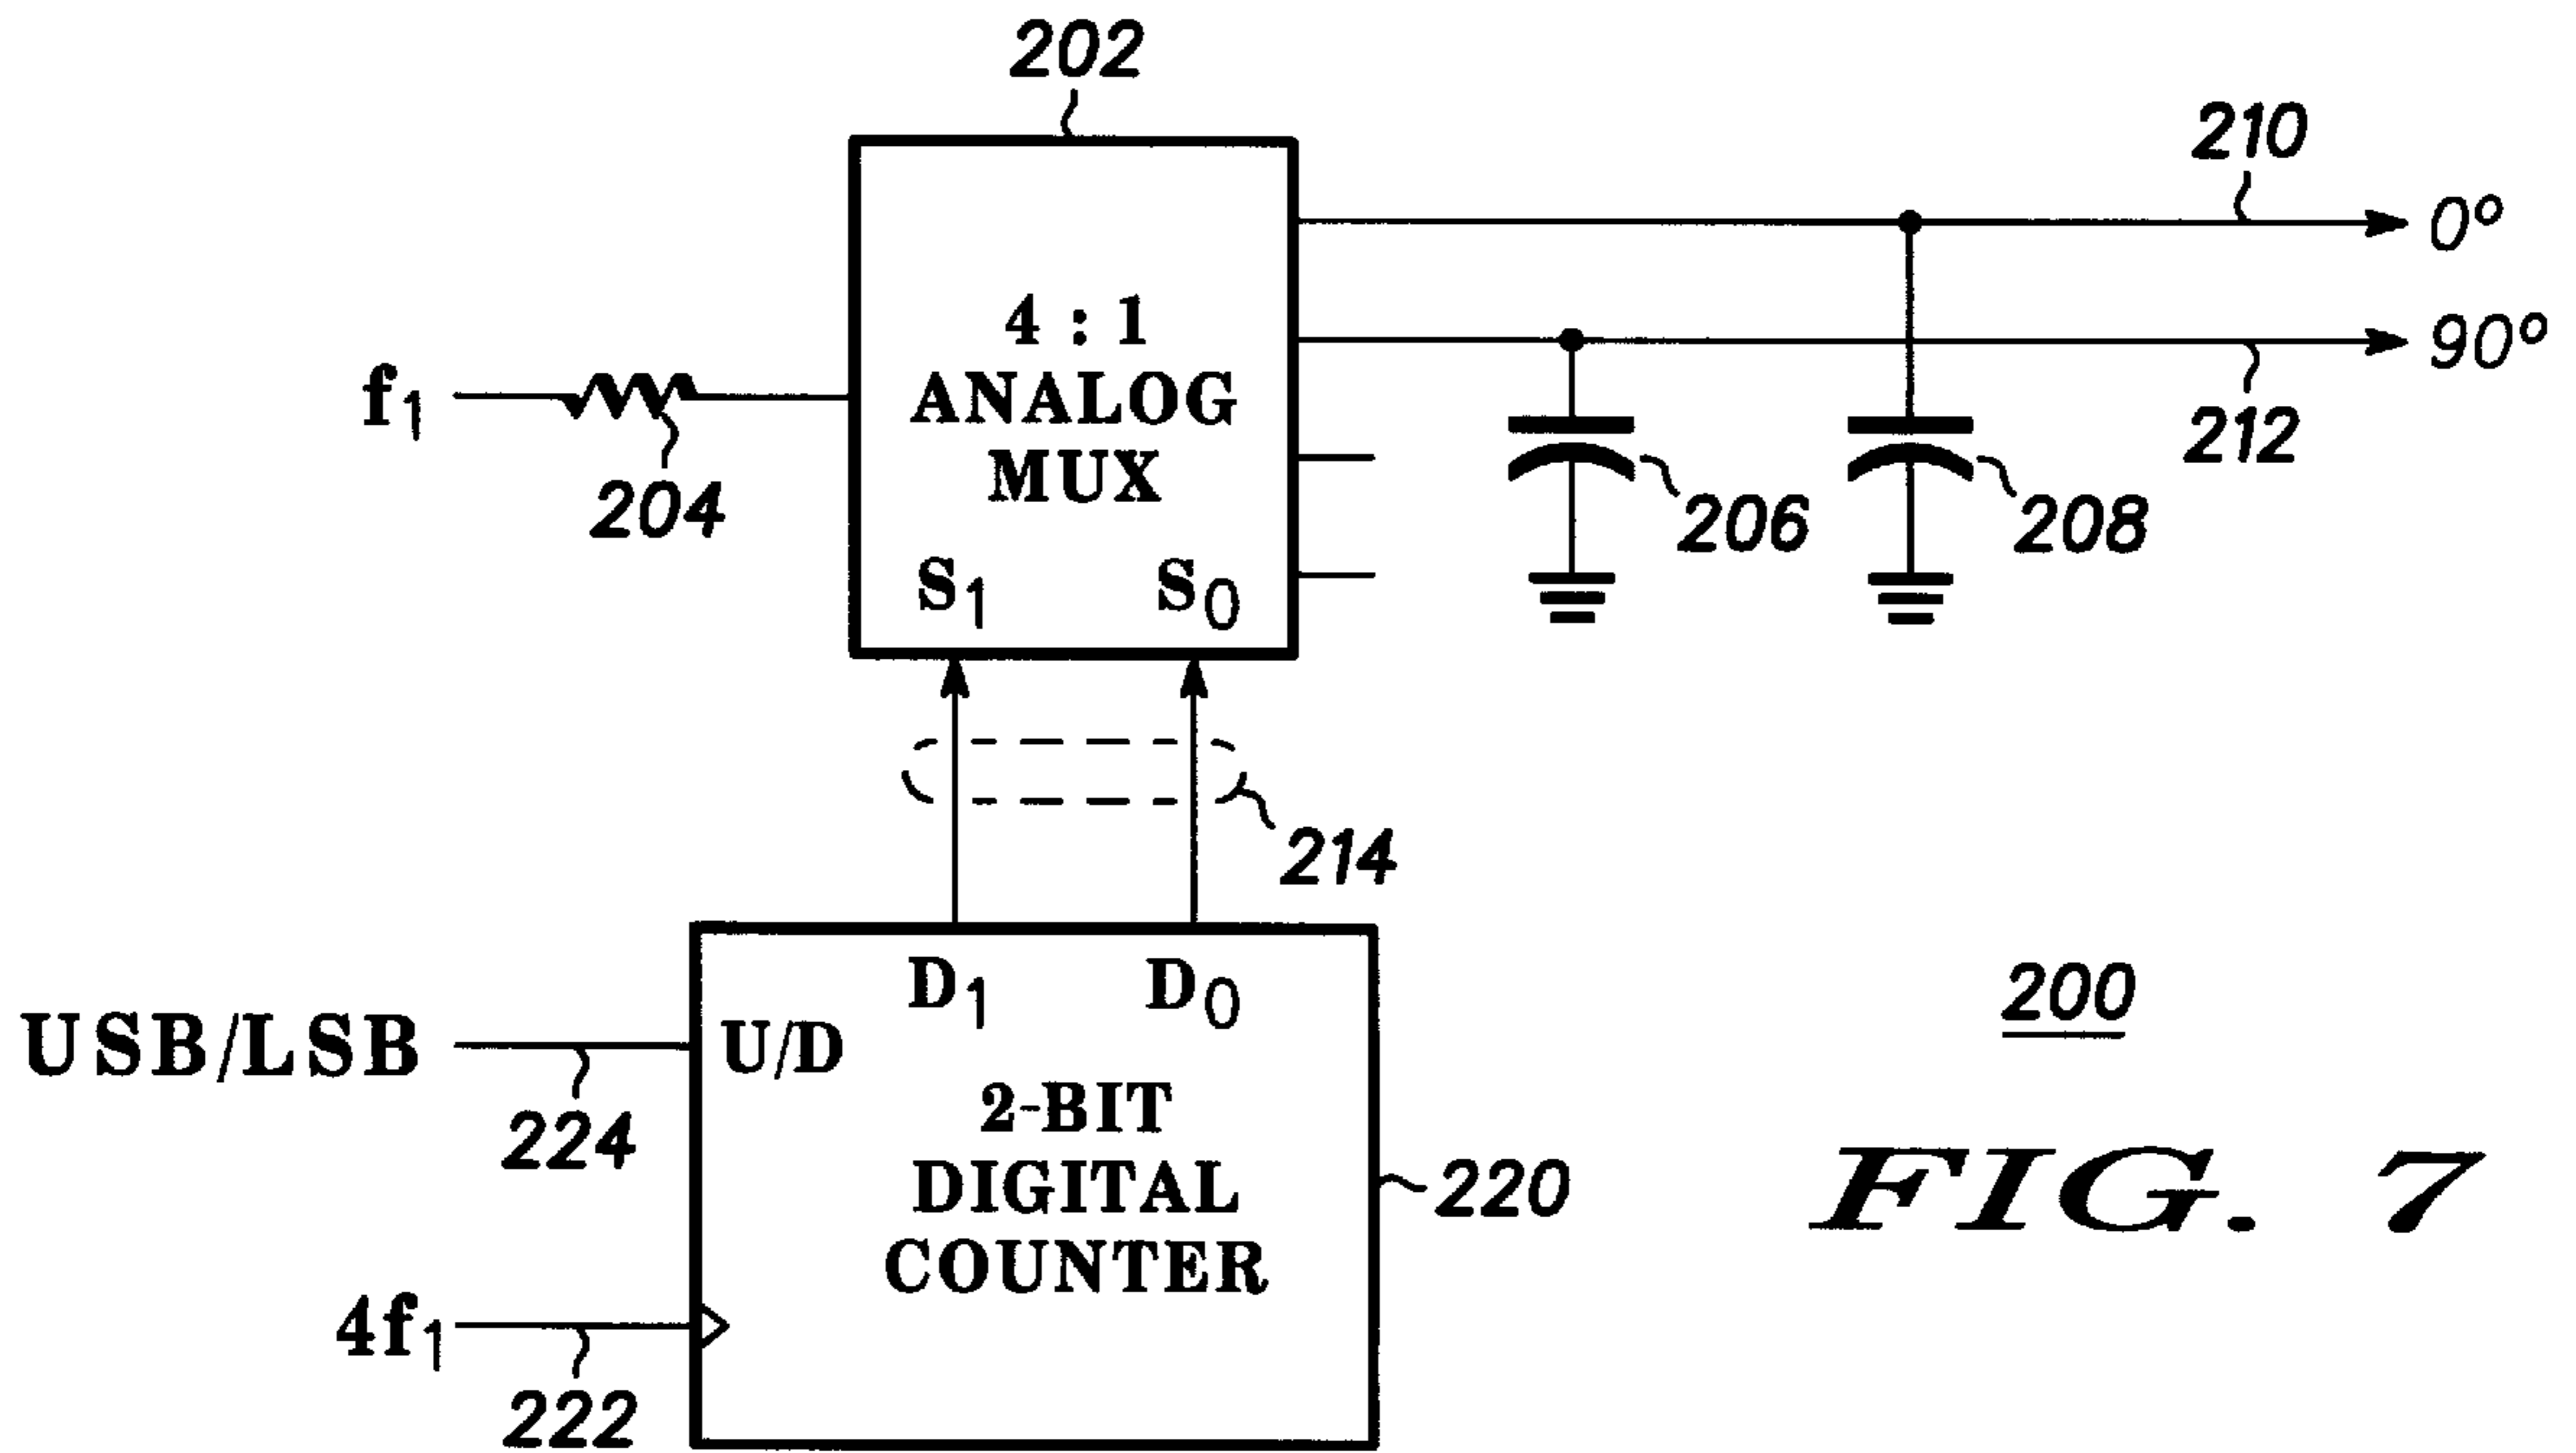 202
210
0°
4 : 1
ANALOG
MUX
90°
f1
212
204
206
208
S1 S0
214
D1 D0
200
USB/LSB
U/D
2-BIT
DIGITAL
COUNTER
224
220
FIG. 7
4f1
222